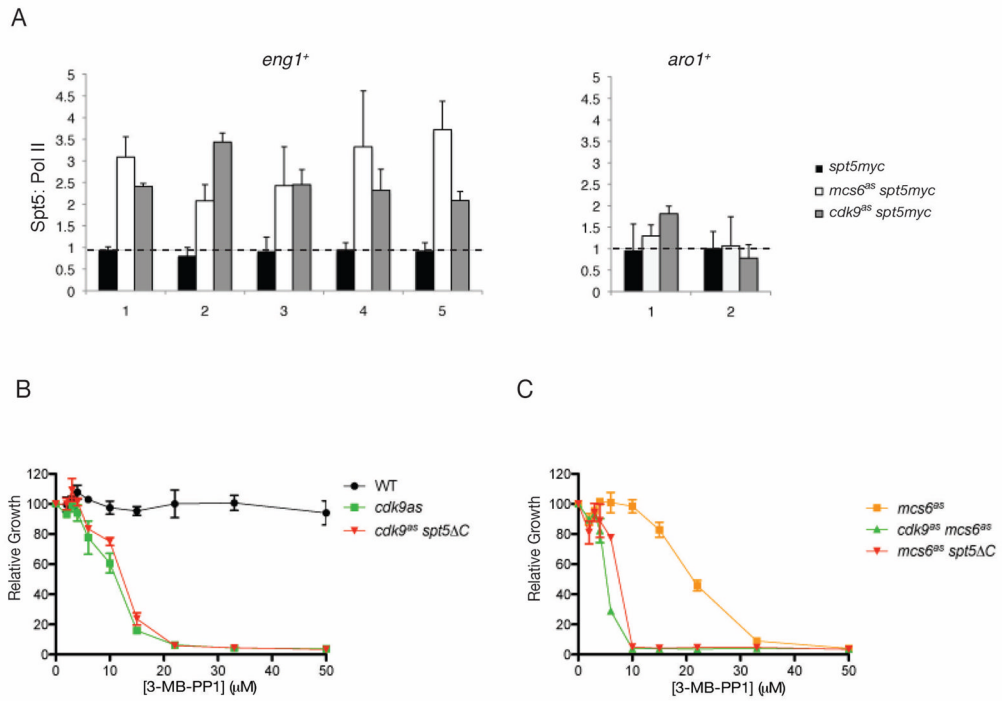 A
eng1+
aro1+
Spt5: Pol II
5
4.5
4
3.5
3
2.5
2
1.5
1
0.5
0
1 2 3 4 5
5
4.5
4
3.5
3
2.5
2
1.5
1
0.5
0
1 2
spt5myc
mcs6as spt5myc
cdk9as spt5myc
B
Relative Growth
120
100
80
60
40
20
0
0 10 20 30 40 50
[3-MB-PP1] (μM)
WT
cdk9as
cdk9as spt5ΔC
C
Relative Growth
120
100
80
60
40
20
0
0 10 20 30 40 50
[3-MB-PP1] (μM)
mcs6as
cdk9as mcs6as
mcs6as spt5ΔC